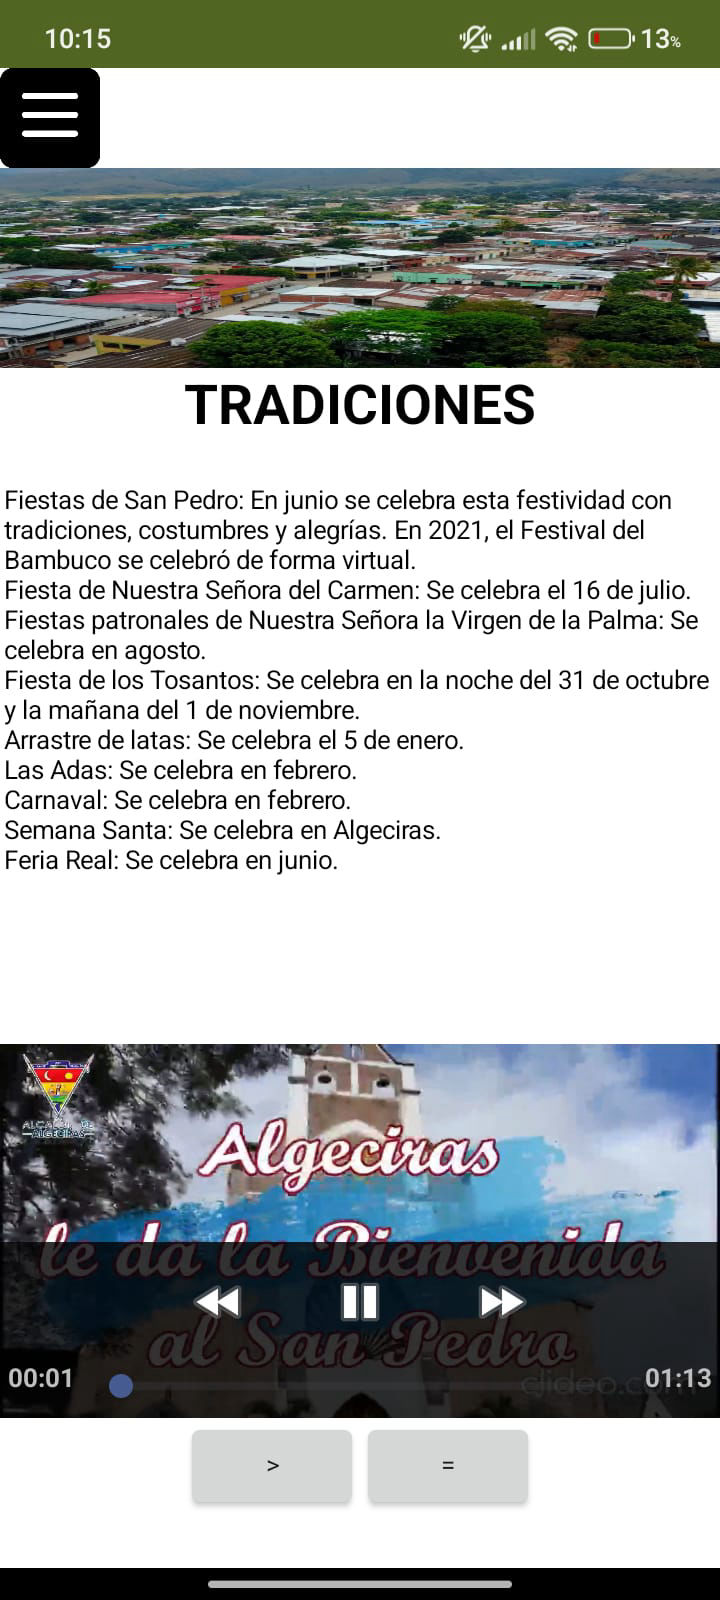 10:15
13%
TRADICIONES
Fiestas de San Pedro: En junio se celebra esta festividad con
tradiciones, costumbres y alegrías. En 2021, el Festival del
Bambuco se celebró de forma virtual.
Fiesta de Nuestra Señora del Carmen: Se celebra el 16 de julio.
Fiestas patronales de Nuestra Señora la Virgen de la Palma: Se
celebra en agosto.
Fiesta de los Tosantos: Se celebra en la noche del 31 de octubre
y la mañana del 1 de noviembre.
Arrastre de latas: Se celebra el 5 de enero.
Las Adas: Se celebra en febrero.
Carnaval: Se celebra en febrero.
Semana Santa: Se celebra en Algeciras.
Feria Real: Se celebra en junio.
ALCALDÍA DE
ALGECIRAS
Algeciras
le da la Bienvenida
al San Pedro
00:01
01:13
>
=